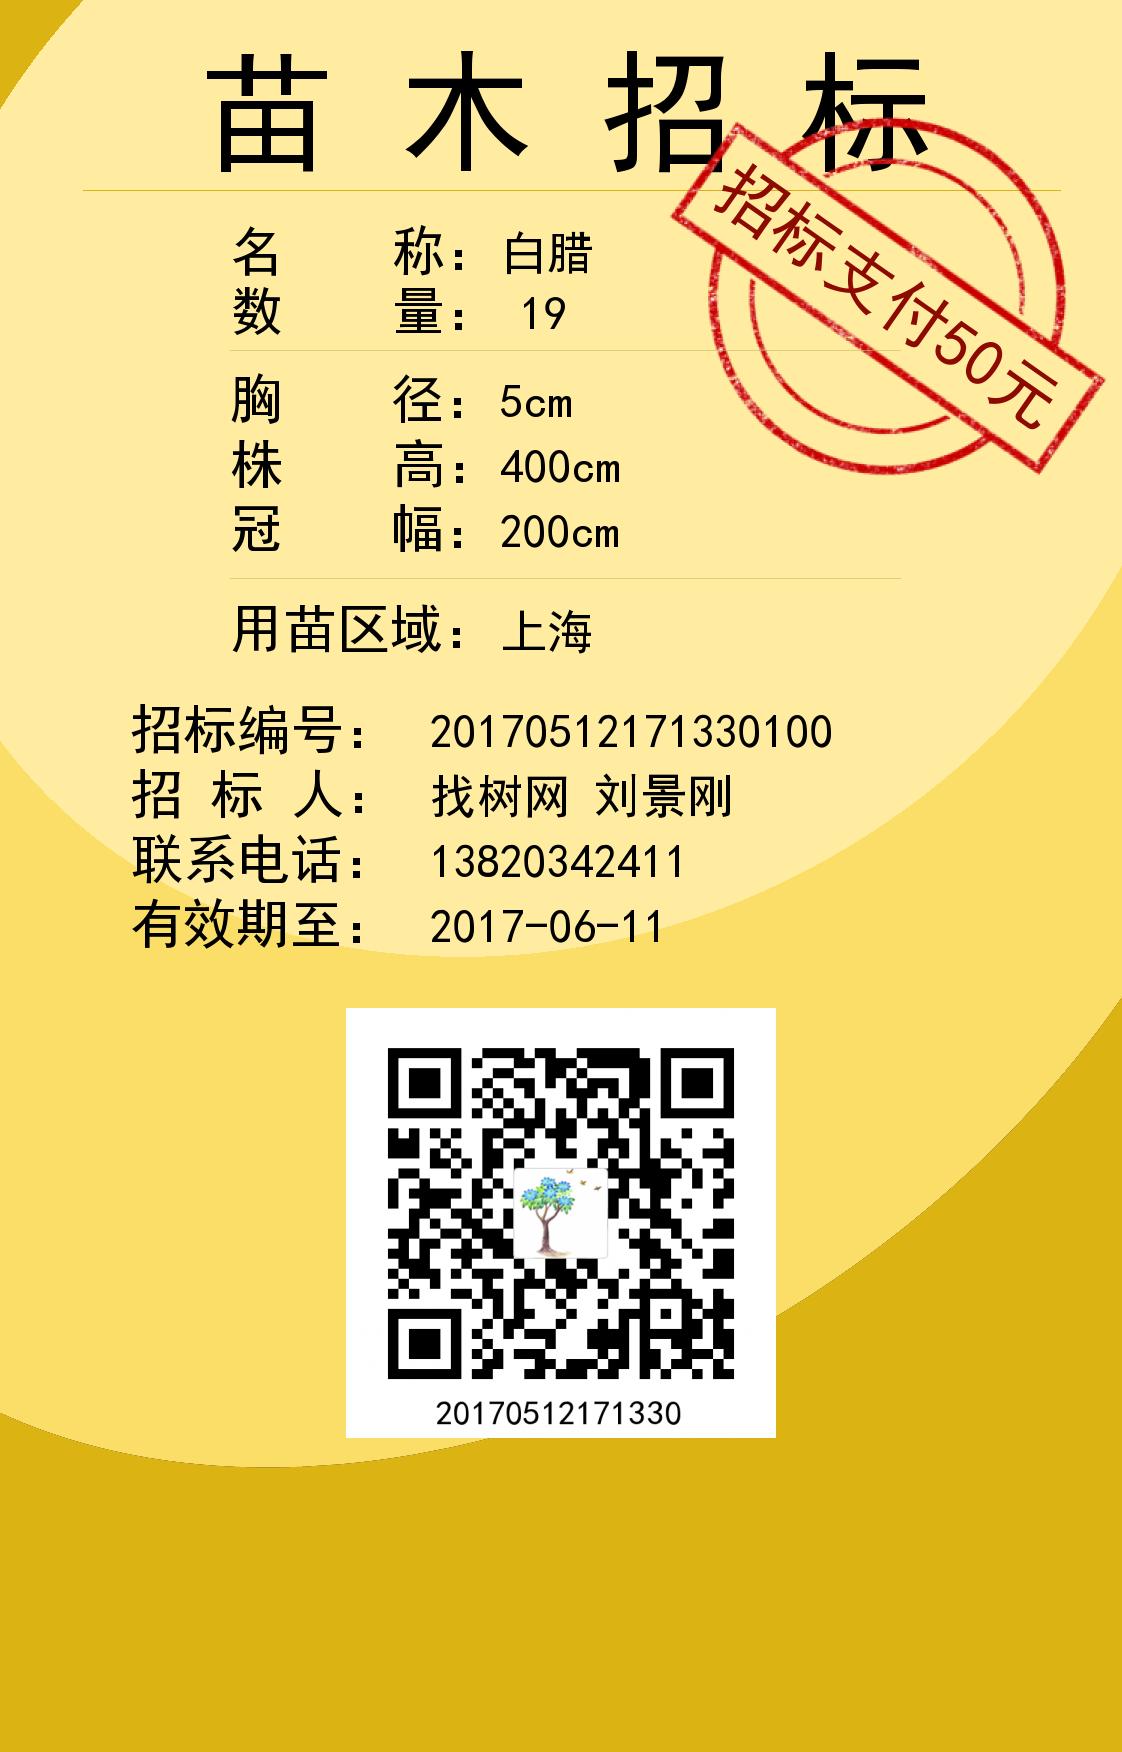 苗木招标
招标支付50元
名 称：白腊
数 量：19
胸 径：5cm
株 高：400cm
冠 幅：200cm
用苗区域：上海
招标编号：20170512171330100
招 标 人：找树网 刘景刚
联系电话：13820342411
有效期至：2017-06-11
20170512171330